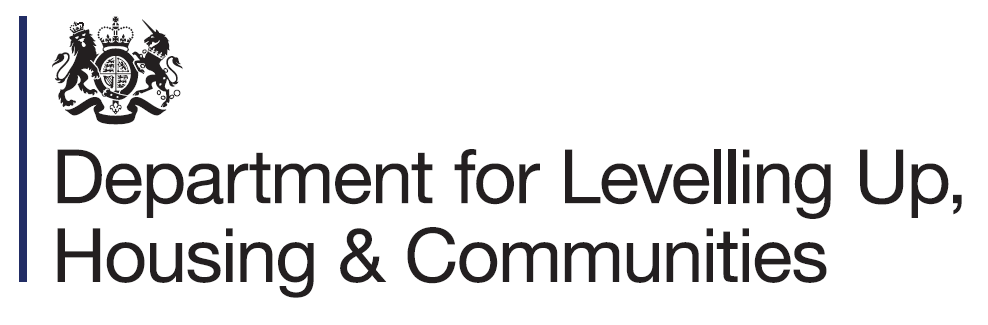 Department for Levelling Up,
Housing & Communities